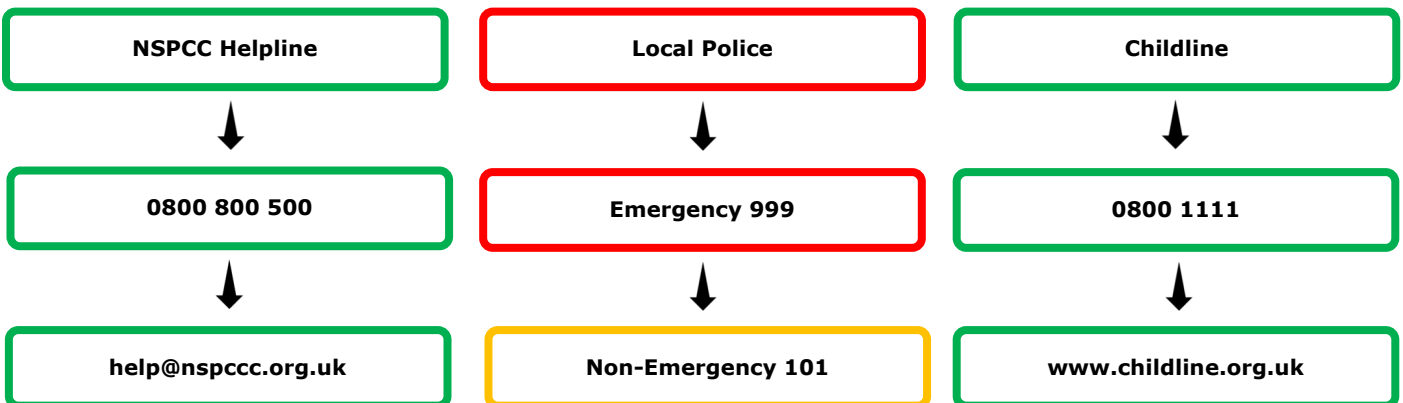 NSPCC Helpline
Local Police
Childline
0800 800 500
Emergency 999
0800 1111
help@nspccc.org.uk
Non-Emergency 101
www.childline.org.uk